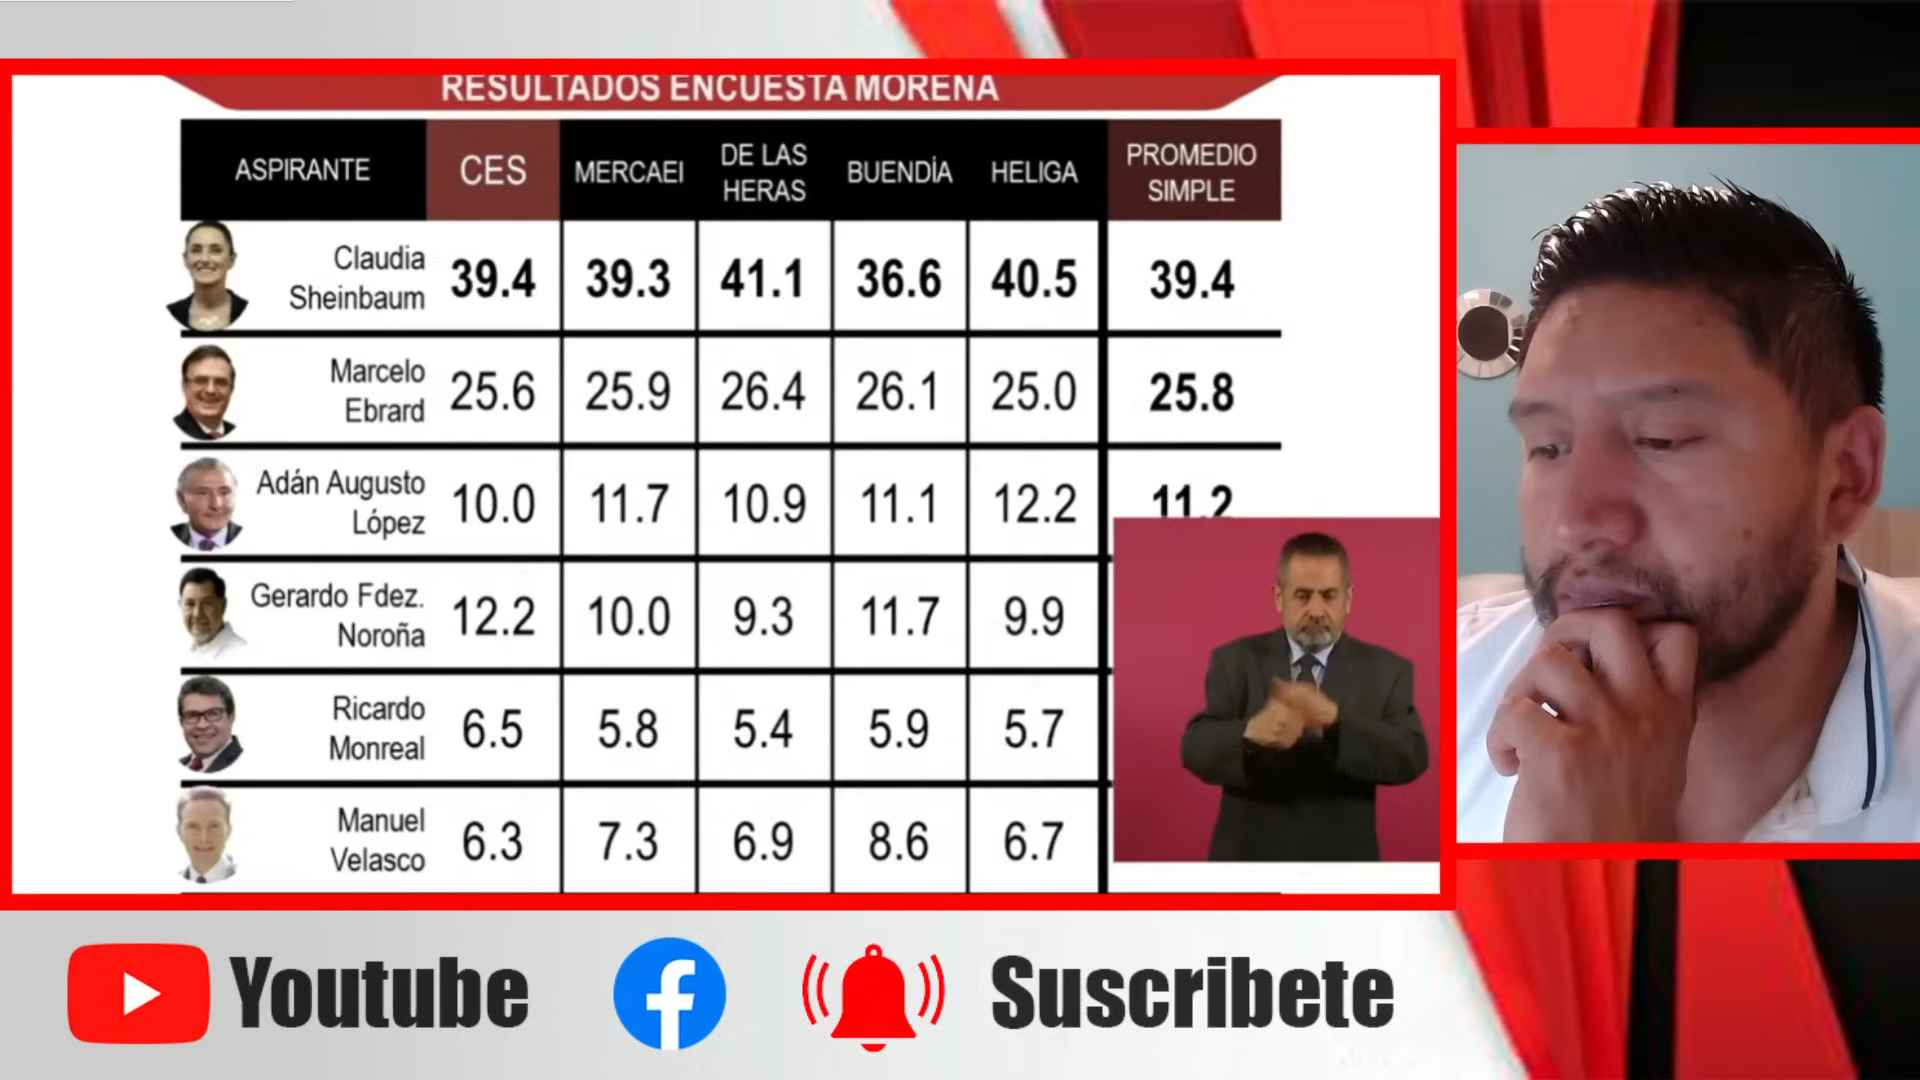 RESULTADOS ENCUESTA MORENA
ASPIRANTE CES MERCAEI DE LAS HERAS BUENDÍA HELIGA PROMEDIO SIMPLE
Claudia Sheinbaum 39.4 39.3 41.1 36.6 40.5 39.4
Marcelo Ebrard 25.6 25.9 26.4 26.1 25.0 25.8
Adán Augusto López 10.0 11.7 10.9 11.1 12.2 11.2
Gerardo Fdez. Noroña 12.2 10.0 9.3 11.7 9.9
Ricardo Monreal 6.5 5.8 5.4 5.9 5.7
Manuel Velasco 6.3 7.3 6.9 8.6 6.7
Youtube Suscribete